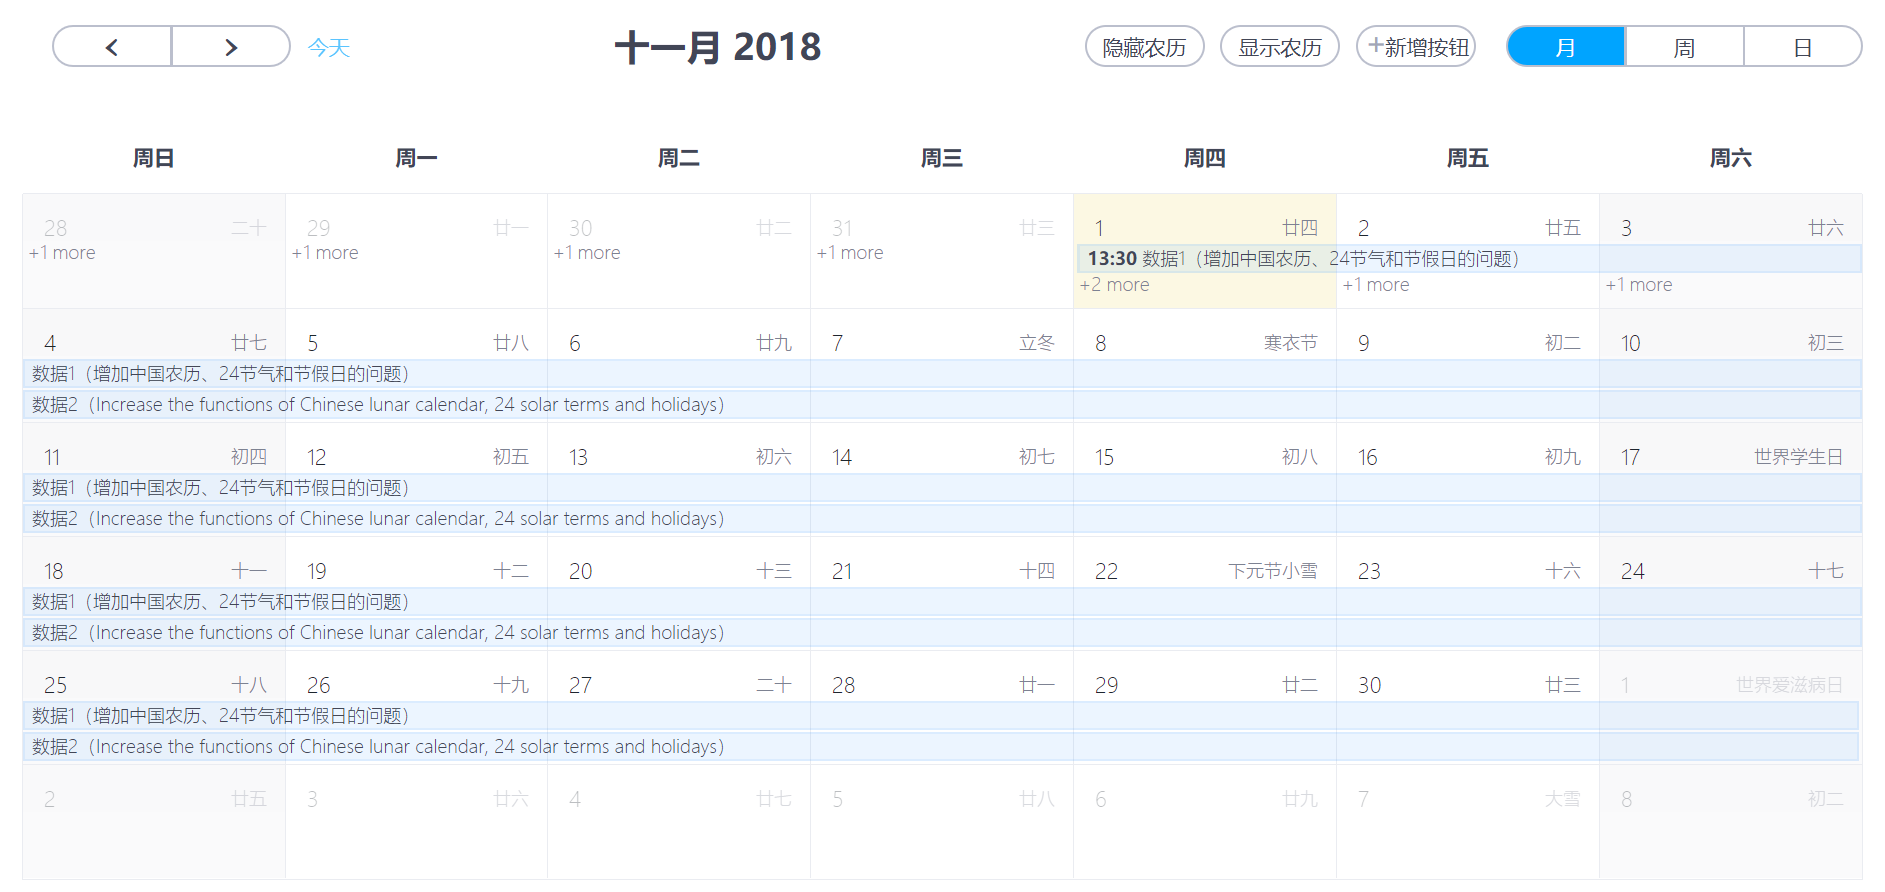 今天 十一月 2018 隐藏农历 显示农历 +新增按钮 月 周 日
周日 周一 周二 周三 周四 周五 周六
28 二十 29 廿一 30 廿二 31 廿三 1 廿四 2 廿五 3 廿六
+1 more +1 more +1 more +1 more 13:30 数据1（增加中国农历、24节气和节假日的问题）
+2 more +1 more +1 more
4 廿七 5 廿八 6 廿九 7 立冬 8 寒衣节 9 初二 10 初三
数据1（增加中国农历、24节气和节假日的问题）
数据2（Increase the functions of Chinese lunar calendar, 24 solar terms and holidays）
11 初四 12 初五 13 初六 14 初七 15 初八 16 初九 17 世界学生日
数据1（增加中国农历、24节气和节假日的问题）
数据2（Increase the functions of Chinese lunar calendar, 24 solar terms and holidays）
18 十一 19 十二 20 十三 21 十四 22 下元节小雪 23 十六 24 十七
数据1（增加中国农历、24节气和节假日的问题）
数据2（Increase the functions of Chinese lunar calendar, 24 solar terms and holidays）
25 十八 26 十九 27 二十 28 廿一 29 廿二 30 廿三 1 世界爱滋病日
数据1（增加中国农历、24节气和节假日的问题）
数据2（Increase the functions of Chinese lunar calendar, 24 solar terms and holidays）
2 廿五 3 廿六 4 廿七 5 廿八 6 廿九 7 大雪 8 初二